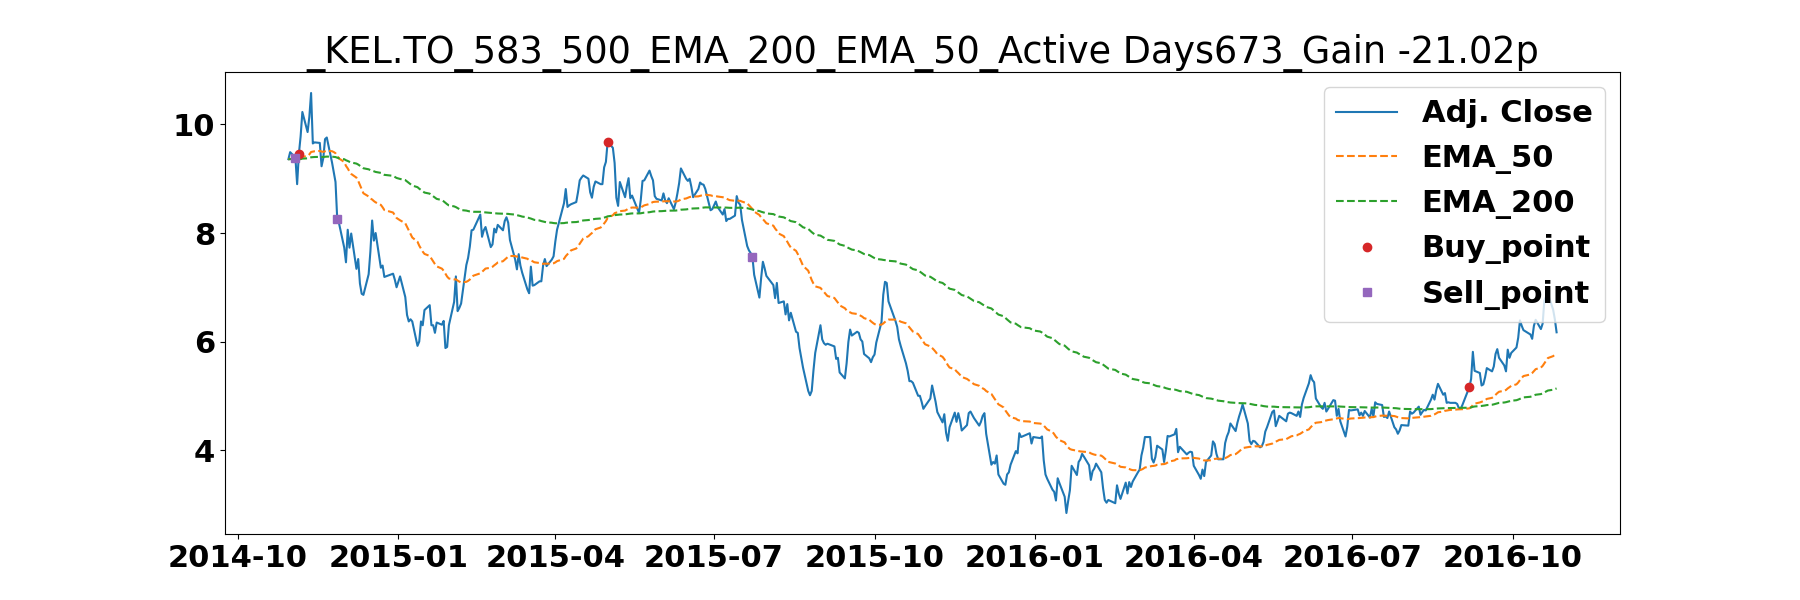 _KEL.TO_583_500_EMA_200_EMA_50_Active Days673_Gain -21.02p
Adj. Close
EMA_50
EMA_200
Buy_point
Sell_point
10
8
6
4
2014-10 2015-01 2015-04 2015-07 2015-10 2016-01 2016-04 2016-07 2016-10